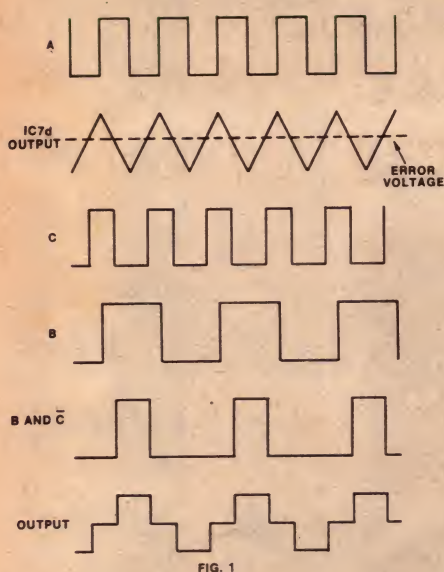 A
IC7d
OUTPUT
ERROR
VOLTAGE
C
B
B AND C̅
OUTPUT
FIG. 1